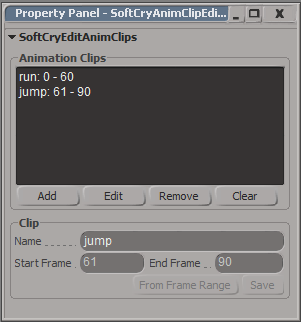 Property Panel - SoftCryAnimClipEdi...
SoftCryEditAnimClips
Animation Clips
run: 0 - 60
jump: 61 - 90
Add Edit Remove Clear
Clip
Name jump
Start Frame 61 End Frame 90
From Frame Range Save